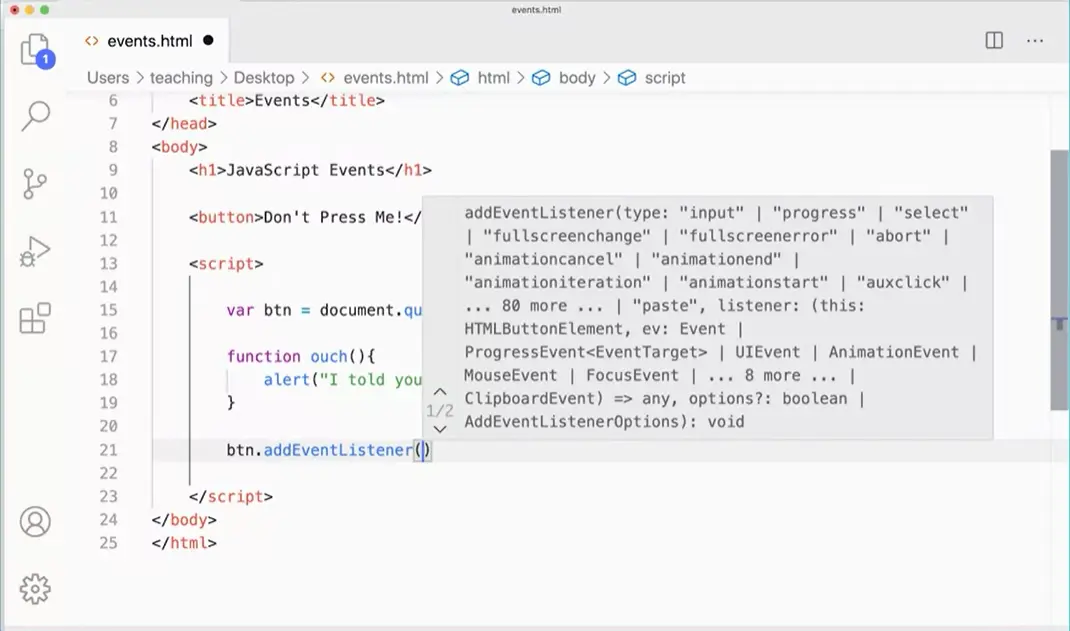 events.html
1
<> events.html ●
Users > teaching > Desktop > <> events.html > html > body > script
6 <title>Events</title>
7 </head>
8 <body>
9 <h1>JavaScript Events</h1>
10
11 <button>Don't Press Me!</
12
13 <script>
14
15 var btn = document.qu
16
17 function ouch(){
18 alert("I told you
19 }
20
21 btn.addEventListener()
22
23 </script>
24 </body>
25 </html>
addEventListener(type: "input" | "progress" | "select"
| "fullscreenchange" | "fullscreenerror" | "abort" |
"animationcancel" | "animationend" |
"animationiteration" | "animationstart" | "auxclick" |
... 80 more ... | "paste", listener: (this:
HTMLButtonElement, ev: Event |
ProgressEvent<EventTarget> | UIEvent | AnimationEvent |
MouseEvent | FocusEvent | ... 8 more ... |
1/2
ClipboardEvent) => any, options?: boolean |
AddEventListenerOptions): void